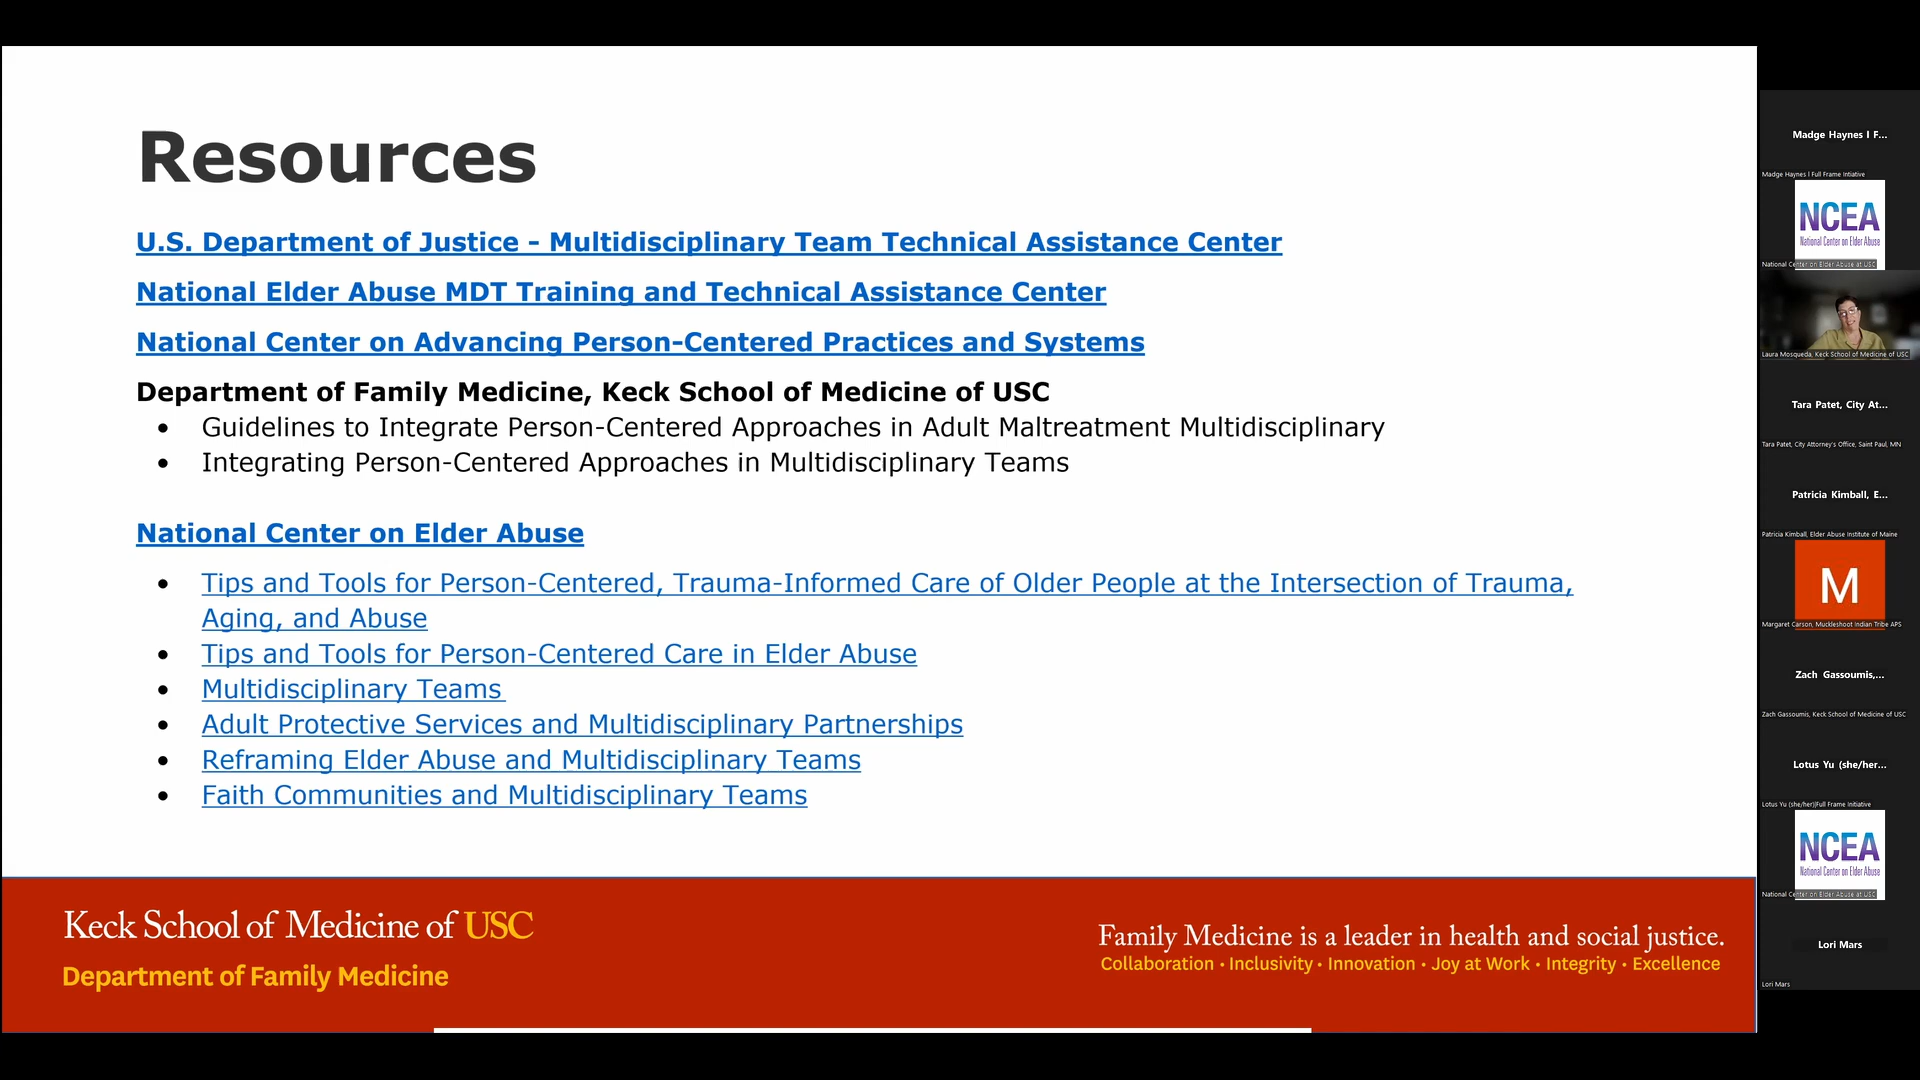 Resources
U.S. Department of Justice - Multidisciplinary Team Technical Assistance Center
National Elder Abuse MDT Training and Technical Assistance Center
National Center on Advancing Person-Centered Practices and Systems
Department of Family Medicine, Keck School of Medicine of USC
• Guidelines to Integrate Person-Centered Approaches in Adult Maltreatment Multidisciplinary
• Integrating Person-Centered Approaches in Multidisciplinary Teams
National Center on Elder Abuse
• Tips and Tools for Person-Centered, Trauma-Informed Care of Older People at the Intersection of Trauma,
Aging, and Abuse
• Tips and Tools for Person-Centered Care in Elder Abuse
• Multidisciplinary Teams
• Adult Protective Services and Multidisciplinary Partnerships
• Reframing Elder Abuse and Multidisciplinary Teams
• Faith Communities and Multidisciplinary Teams
Keck School of Medicine of USC
Department of Family Medicine
Family Medicine is a leader in health and social justice.
Collaboration • Inclusivity • Innovation • Joy at Work • Integrity • Excellence
Madge Haynes l F...
Madge Haynes l Full Frame Intiative
NCEA
National Center on Elder Abuse
National Center on Elder Abuse at USC
Laura Mosqueda, Keck School of Medicine of USC
Tara Patet, City At...
Tara Patet, City Attorney's Office, Saint Paul, MN
Patricia Kimball, E...
Patricia Kimball, Elder Abuse Institute of Maine
M
Margaret Carson, Muckleshoot Indian Tribe APS
Zach Gassoumis,...
Zach Gassoumis, Keck School of Medicine of USC
Lotus Yu (she/her...
Lotus Yu (she/her)|Full Frame Initiative
NCEA
National Center on Elder Abuse
National Center on Elder Abuse at USC
Lori Mars
Lori Mars